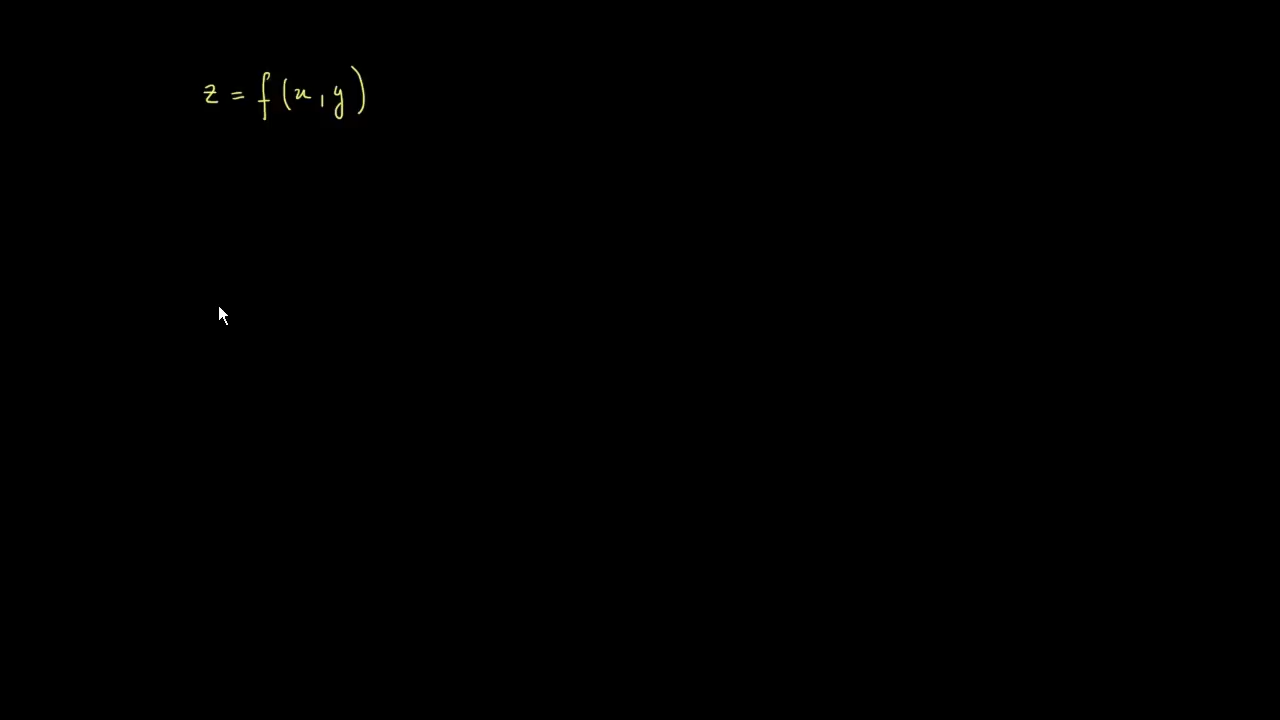 z = f(x, y)